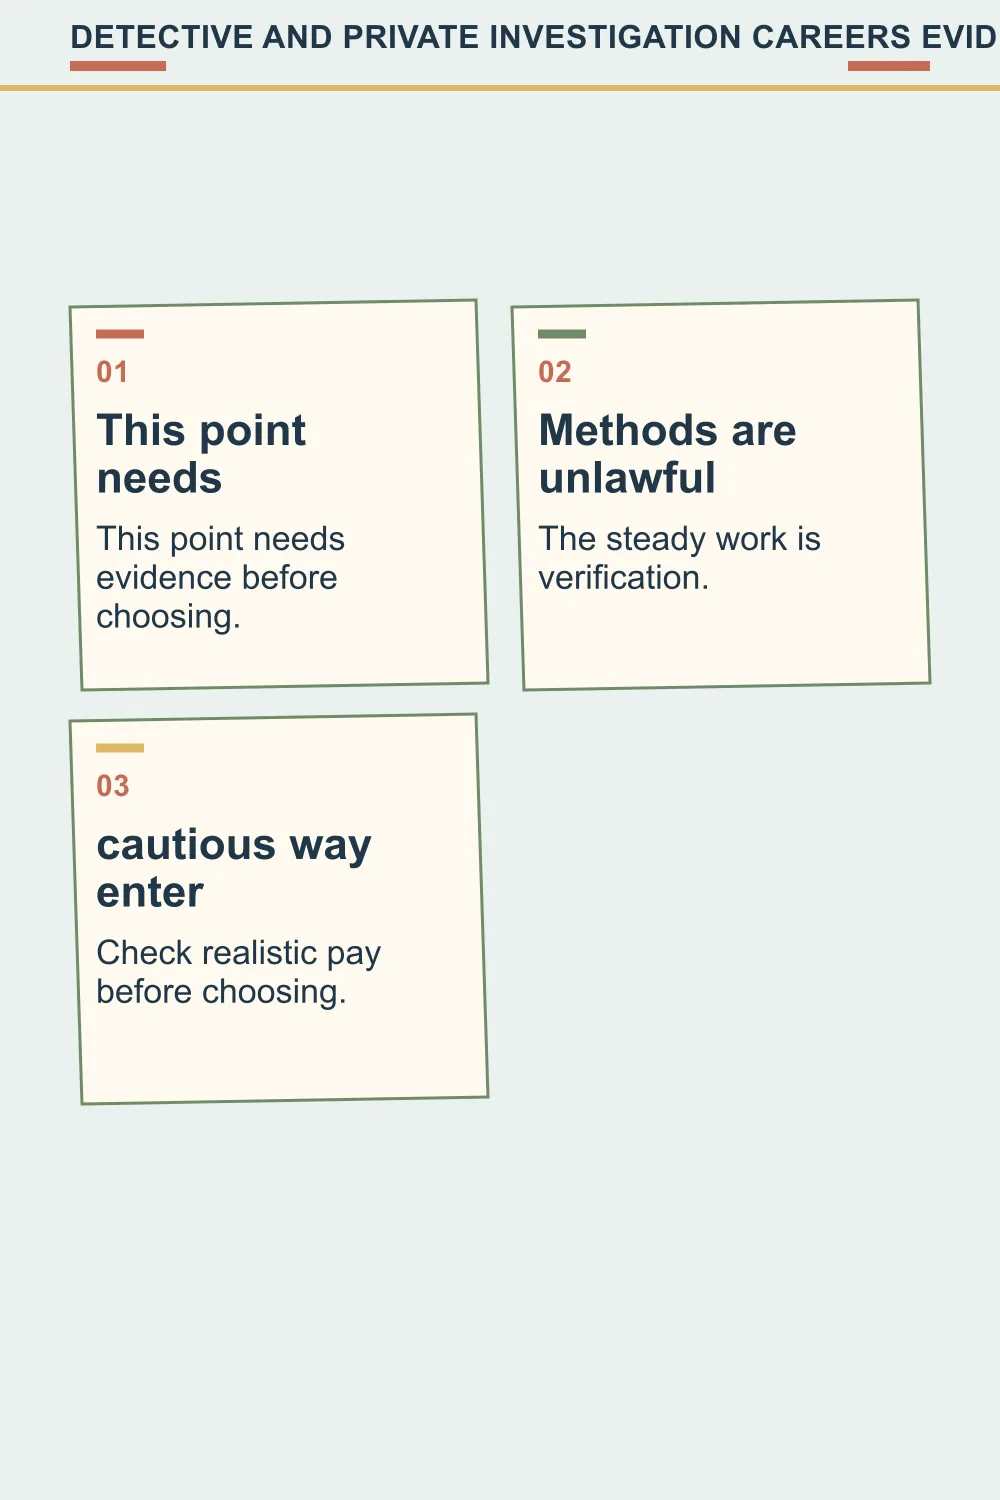 DETECTIVE AND PRIVATE INVESTIGATION CAREERS EVID
01
This point
needs
This point needs
evidence before
choosing.
02
Methods are
unlawful
The steady work is
verification.
03
cautious way
enter
Check realistic pay
before choosing.